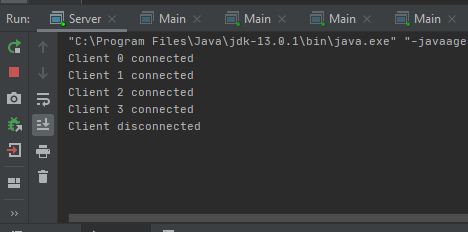 Run: Server Main Main Main Main
"C:\Program Files\Java\jdk-13.0.1\bin\java.exe" "-javaage
Client 0 connected
Client 1 connected
Client 2 connected
Client 3 connected
Client disconnected